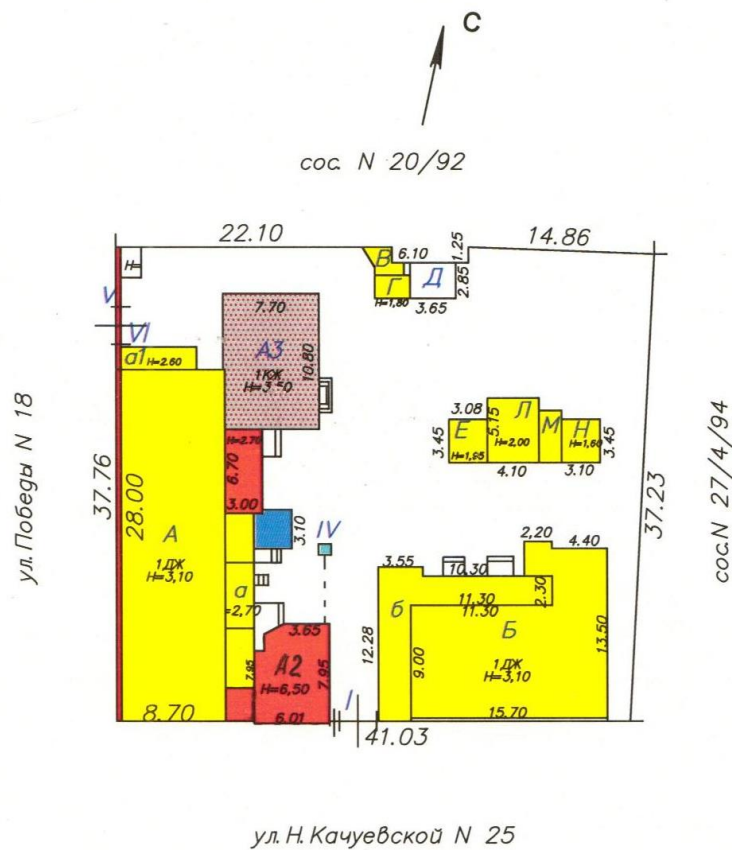 С
сос. N 20/92
22.10
14.86
6.10
1.25
В
Г
H=1,80
Д
2.85
3.65
H=
V
VI
а1 H=2.60
7.70
А3
1КЖ
H=3.50
10.80
ул.Победы N 18
37.76
28.00
А
1ДЖ
H=3,10
8.70
H=2.70
6.70
3.00
3.10
IV
а
=2,70
7.95
3.65
А2
H=6,50
7.95
6.01
I
41.03
3.08
3.45
Е
H=1,95
5.15
Л
H=2,00
М
Н
H=1,60
3.45
4.10
3.10
37.23
сос.N 27/4/94
2,20
4.40
3.55
10,30
11.30
11.30
2.30
б
Б
12.28
9.00
1ДЖ
H=3,10
13.50
15.70
ул. Н. Качуевской N 25